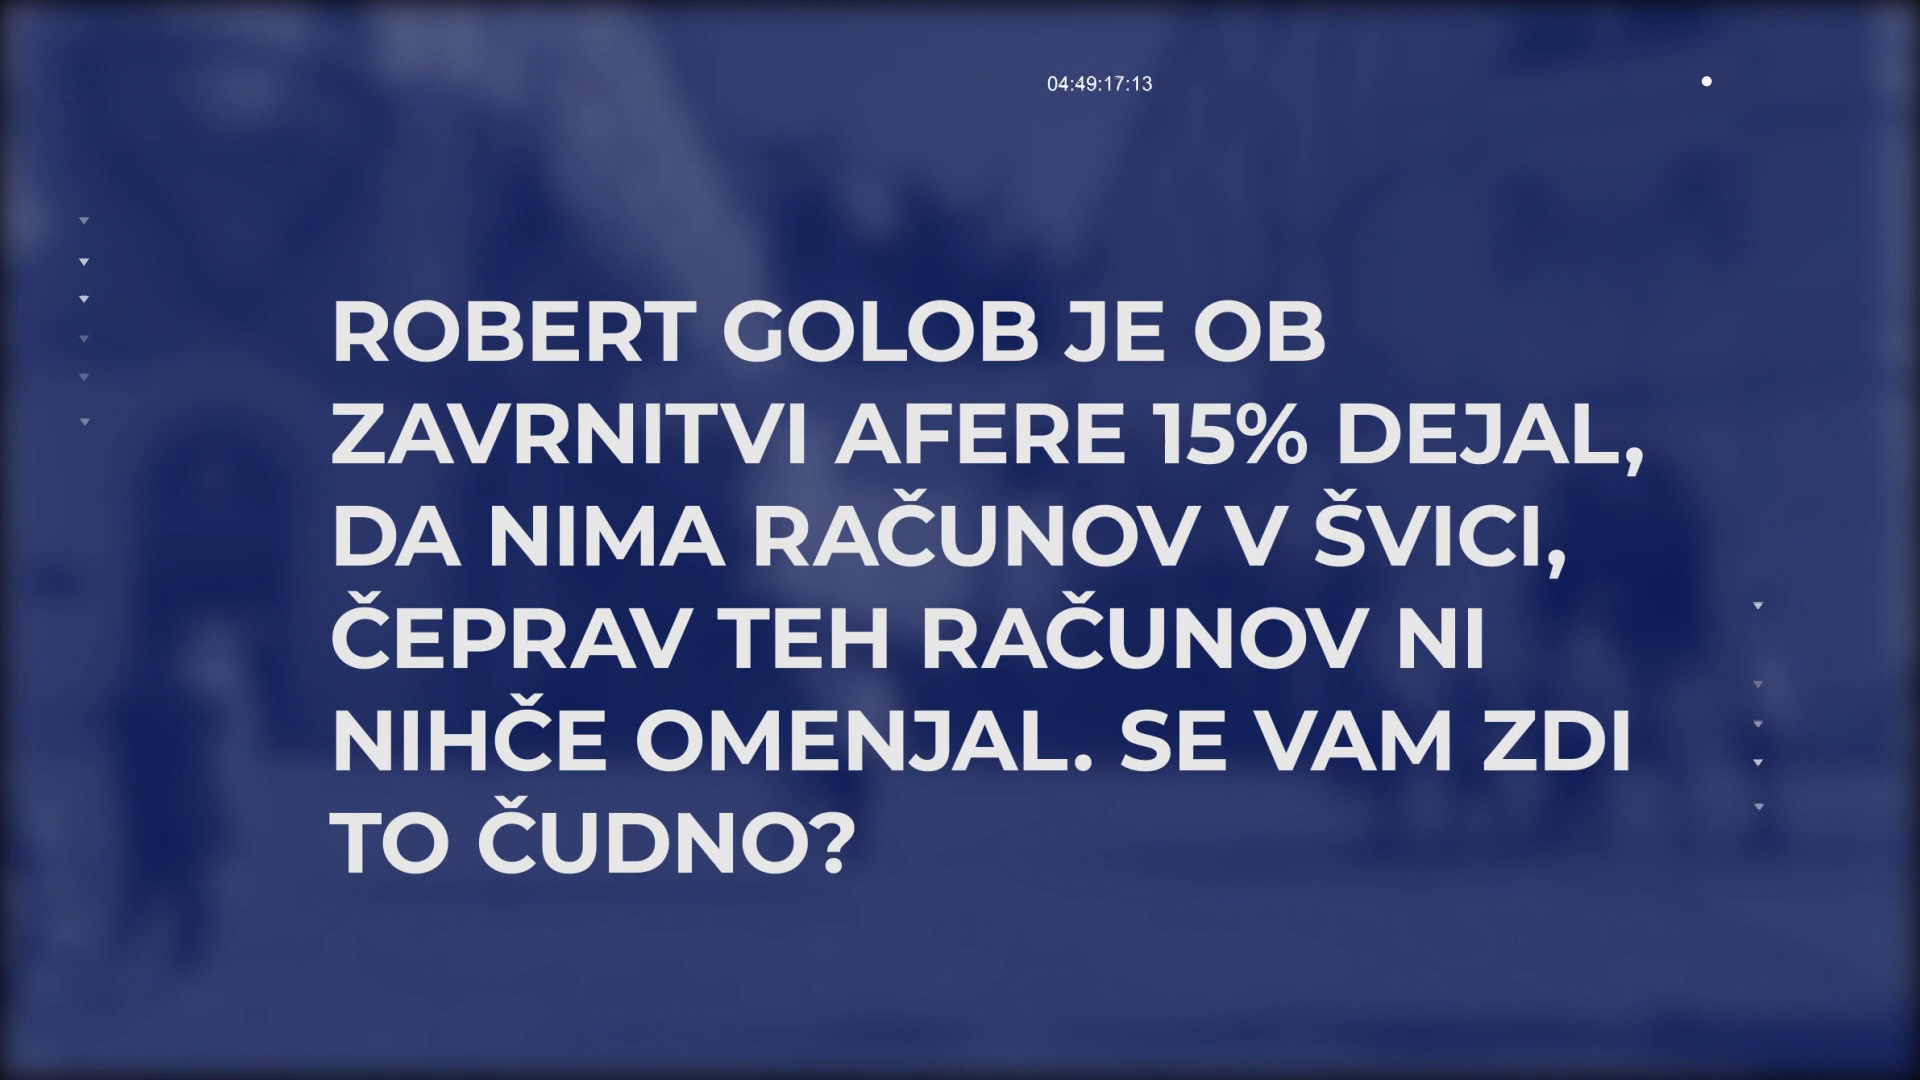 04:49:17:13
ROBERT GOLOB JE OB
ZAVRNITVI AFERE 15% DEJAL,
DA NIMA RAČUNOV V ŠVICI,
ČEPRAV TEH RAČUNOV NI
NIHČE OMENJAL. SE VAM ZDI
TO ČUDNO?